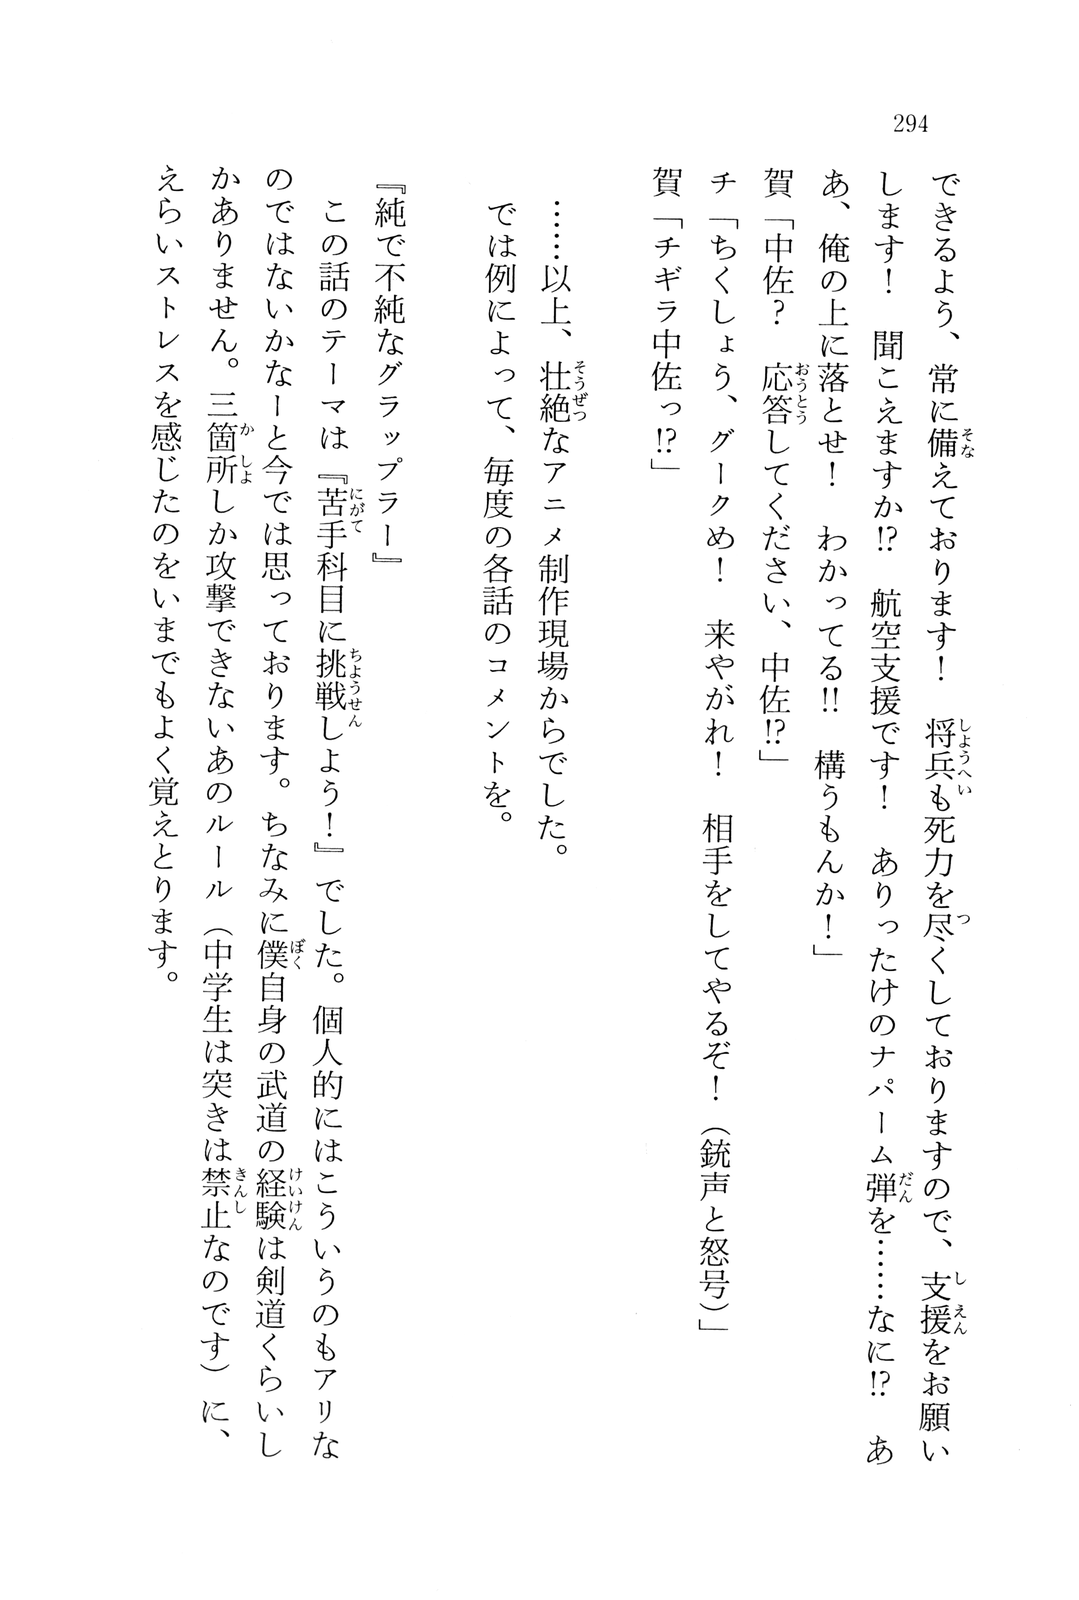 294
できるよう、常に備えております！　将兵も死力を尽くしておりますので、支援をお願い
します！　聞こえますか⁉　航空支援です！　ありったけのナパーム弾を……なに⁉　あ
あ、俺の上に落とせ！　わかってる‼　構うもんか！」
賀「中佐？　応答してください、中佐⁉」
チ「ちくしょう、グークめ！　来やがれ！　相手をしてやるぞ！（銃声と怒号）」
賀「チギラ中佐っ⁉」
……以上、壮絶なアニメ制作現場からでした。
では例によって、毎度の各話のコメントを。
『純で不純なグラップラー』
この話のテーマは『苦手科目に挑戦しよう！』でした。個人的にはこういうのもアリな
のではないかなーと今では思っております。ちなみに僕自身の武道の経験は剣道くらいし
かありません。三箇所しか攻撃できないあのルール（中学生は突きは禁止なのです）に、
えらいストレスを感じたのをいまでもよく覚えとります。